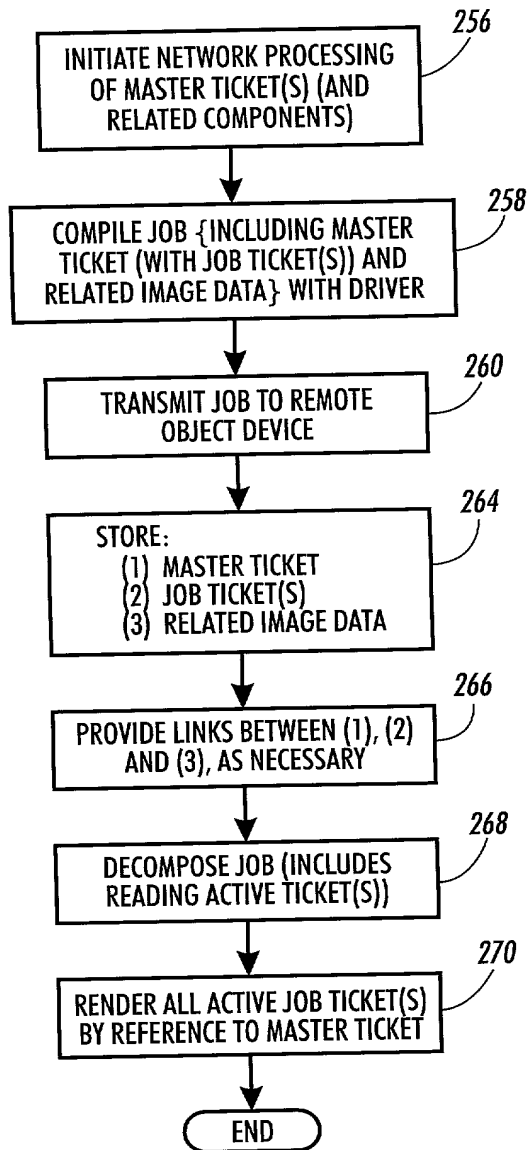 256
INITIATE NETWORK PROCESSING
OF MASTER TICKET(S) (AND
RELATED COMPONENTS)
258
COMPILE JOB {INCLUDING MASTER
TICKET (WITH JOB TICKET(S)) AND
RELATED IMAGE DATA} WITH DRIVER
260
TRANSMIT JOB TO REMOTE
OBJECT DEVICE
264
STORE:
(1) MASTER TICKET
(2) JOB TICKET(S)
(3) RELATED IMAGE DATA
266
PROVIDE LINKS BETWEEN (1), (2)
AND (3), AS NECESSARY
268
DECOMPOSE JOB (INCLUDES
READING ACTIVE TICKET(S))
270
RENDER ALL ACTIVE JOB TICKET(S)
BY REFERENCE TO MASTER TICKET
END